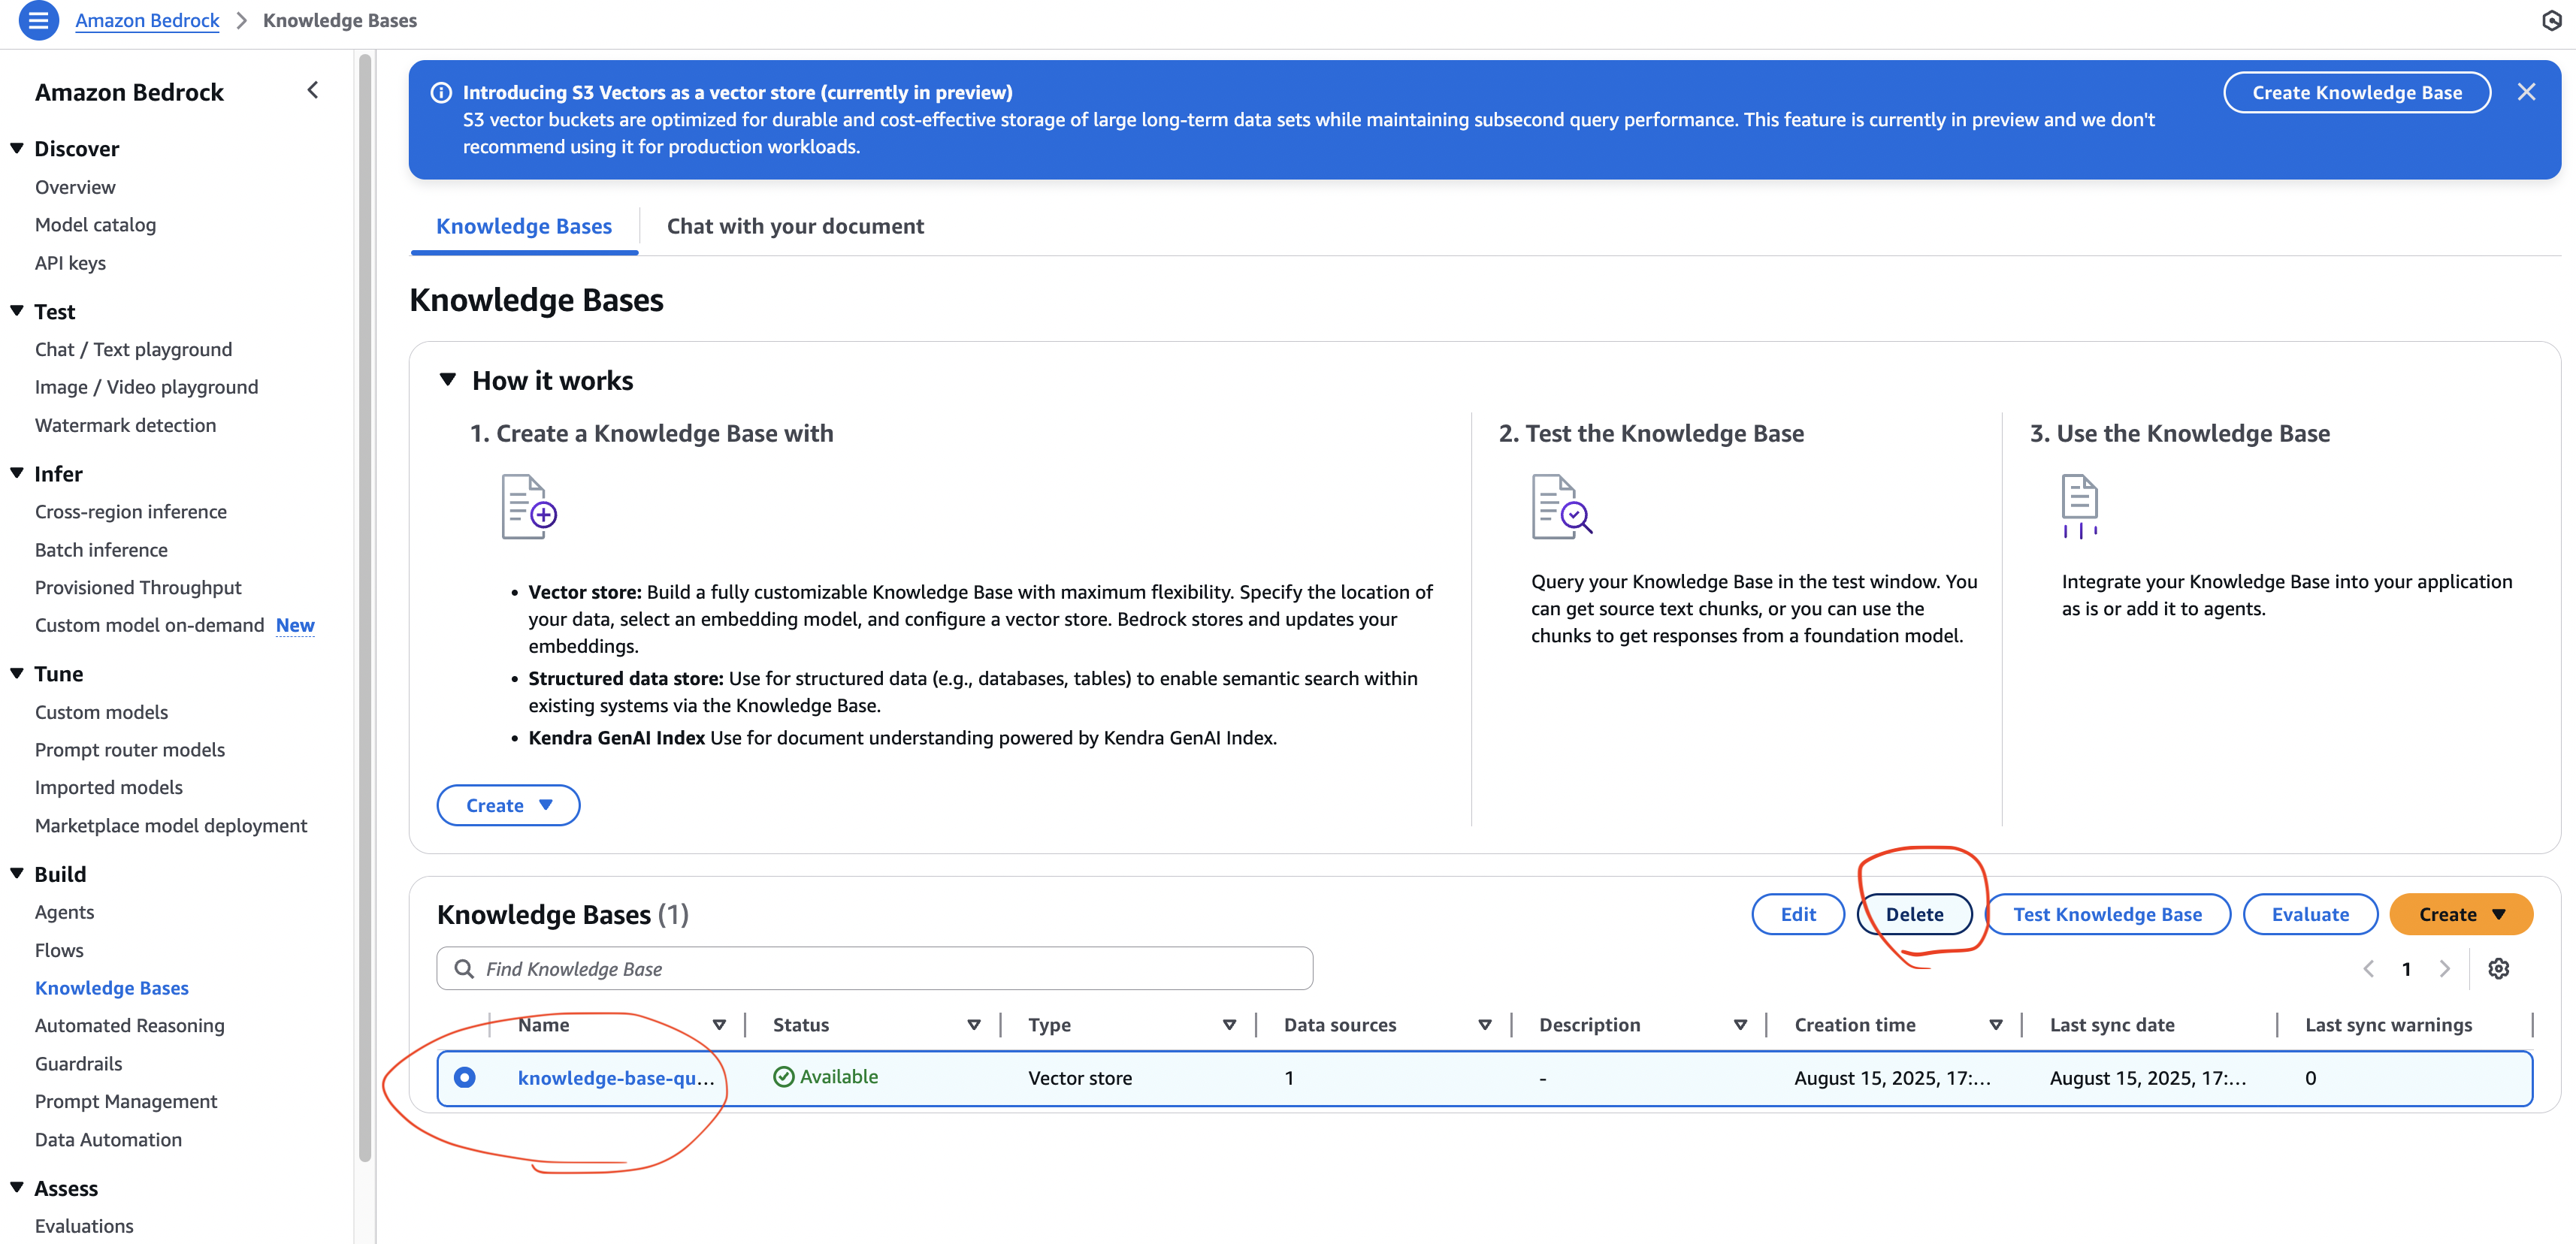 Amazon Bedrock > Knowledge Bases
Amazon Bedrock
Discover
Overview
Model catalog
API keys
Test
Chat / Text playground
Image / Video playground
Watermark detection
Infer
Cross-region inference
Batch inference
Provisioned Throughput
Custom model on-demand New
Tune
Custom models
Prompt router models
Imported models
Marketplace model deployment
Build
Agents
Flows
Knowledge Bases
Automated Reasoning
Guardrails
Prompt Management
Data Automation
Assess
Evaluations
Introducing S3 Vectors as a vector store (currently in preview)
S3 vector buckets are optimized for durable and cost-effective storage of large long-term data sets while maintaining subsecond query performance. This feature is currently in preview and we don't
recommend using it for production workloads.
Create Knowledge Base
Knowledge Bases
Chat with your document
Knowledge Bases
How it works
1. Create a Knowledge Base with
• Vector store: Build a fully customizable Knowledge Base with maximum flexibility. Specify the location of
your data, select an embedding model, and configure a vector store. Bedrock stores and updates your
embeddings.
• Structured data store: Use for structured data (e.g., databases, tables) to enable semantic search within
existing systems via the Knowledge Base.
• Kendra GenAI Index Use for document understanding powered by Kendra GenAI Index.
Create
2. Test the Knowledge Base
Query your Knowledge Base in the test window. You
can get source text chunks, or you can use the
chunks to get responses from a foundation model.
3. Use the Knowledge Base
Integrate your Knowledge Base into your application
as is or add it to agents.
Knowledge Bases (1)
Edit
Delete
Test Knowledge Base
Evaluate
Create
Find Knowledge Base
1
Name Status Type Data sources Description Creation time Last sync date Last sync warnings
knowledge-base-qu... Available Vector store 1 - August 15, 2025, 17:... August 15, 2025, 17:... 0